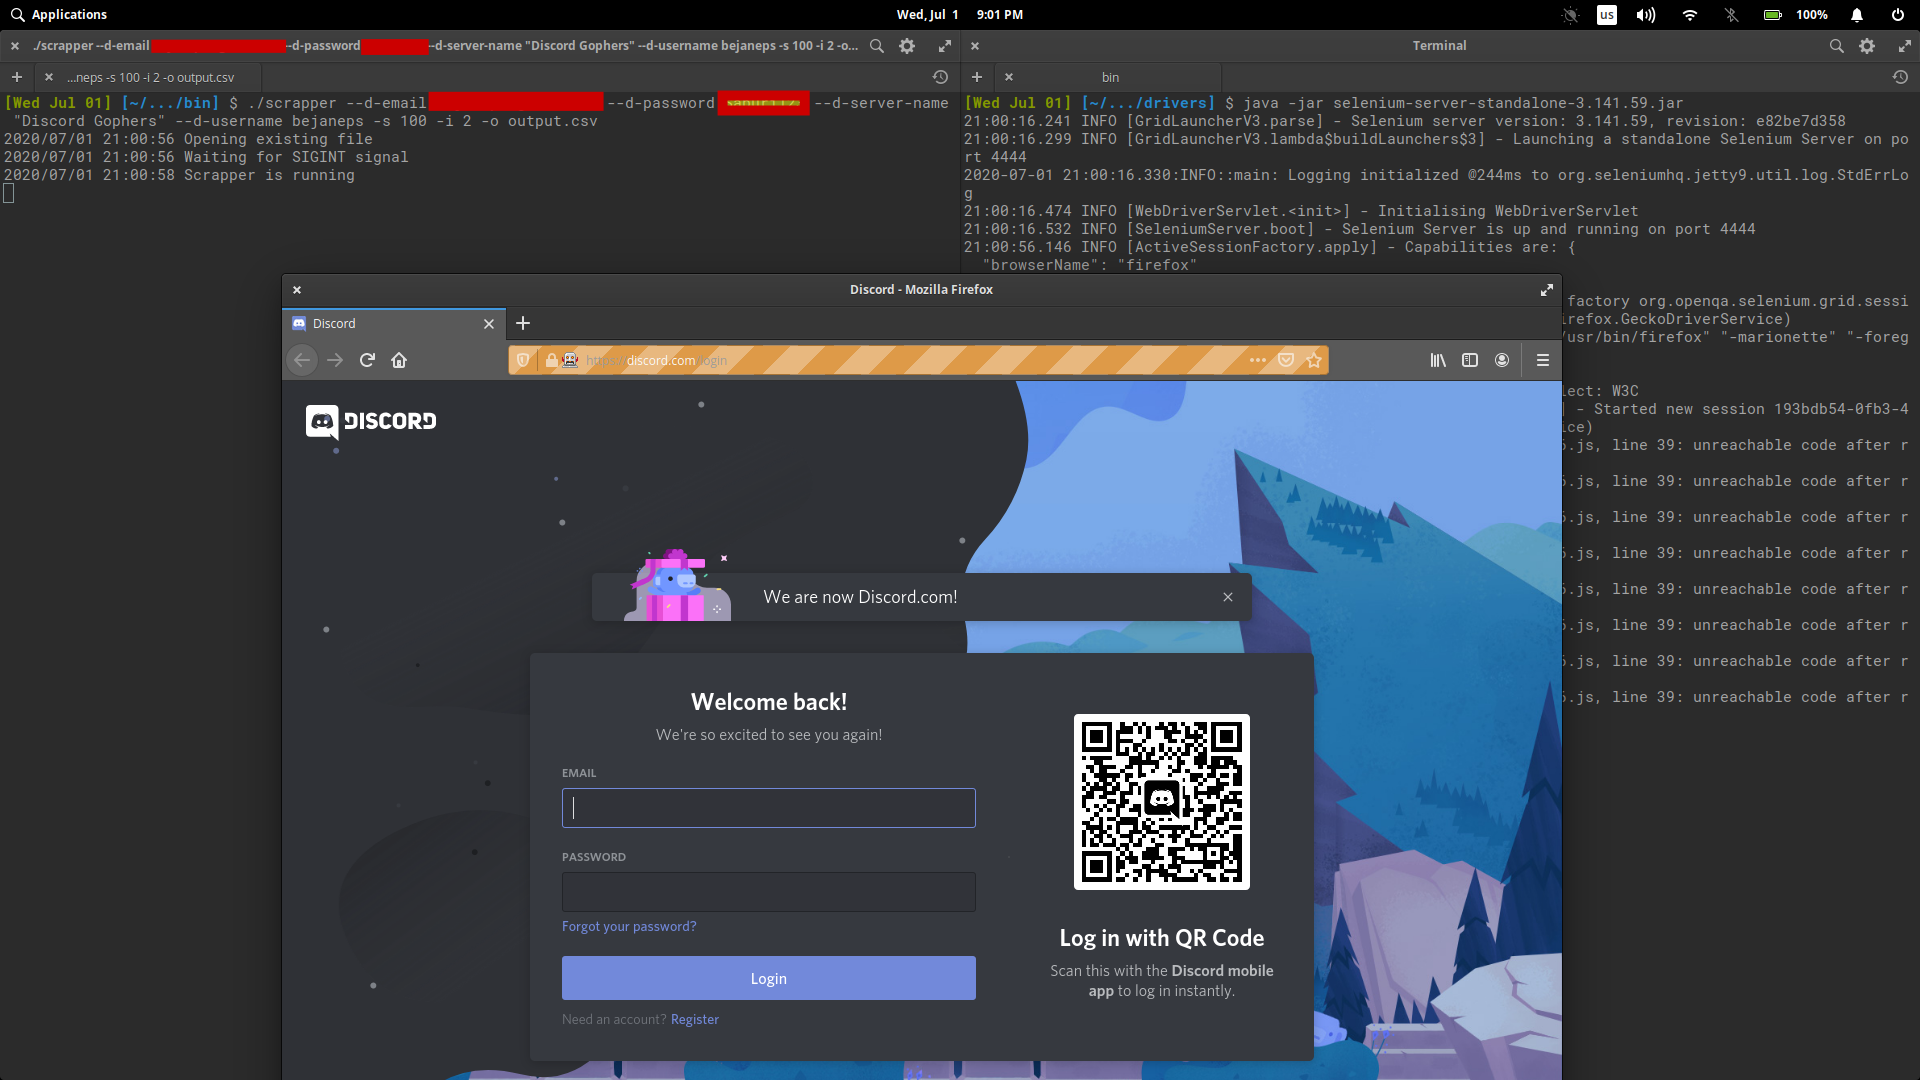 Applications
Wed, Jul 1 9:01 PM
us
100%
./scrapper --d-email --d-password --d-server-name "Discord Gophers" --d-username bejaneps -s 100 -i 2 -o...
Terminal
...neps -s 100 -i 2 -o output.csv
bin
[Wed Jul 01] [~/.../bin] $ ./scrapper --d-email --d-password --d-server-name
"Discord Gophers" --d-username bejaneps -s 100 -i 2 -o output.csv
2020/07/01 21:00:56 Opening existing file
2020/07/01 21:00:56 Waiting for SIGINT signal
2020/07/01 21:00:58 Scrapper is running
[Wed Jul 01] [~/.../drivers] $ java -jar selenium-server-standalone-3.141.59.jar
21:00:16.241 INFO [GridLauncherV3.parse] - Selenium server version: 3.141.59, revision: e82be7d358
21:00:16.299 INFO [GridLauncherV3.lambda$buildLaunchers$3] - Launching a standalone Selenium Server on po
rt 4444
2020-07-01 21:00:16.330:INFO::main: Logging initialized @244ms to org.seleniumhq.jetty9.util.log.StdErrLo
g
21:00:16.474 INFO [WebDriverServlet.<init>] - Initialising WebDriverServlet
21:00:16.532 INFO [SeleniumServer.boot] - Selenium Server is up and running on port 4444
21:00:56.146 INFO [ActiveSessionFactory.apply] - Capabilities are: {
"browserName": "firefox"
factory org.openqa.selenium.grid.sessi
irefox.GeckoDriverService)
/usr/bin/firefox" "-marionette" "-foreg
lect: W3C
] - Started new session 193bdb54-0fb3-4
ice)
.js, line 39: unreachable code after r
.js, line 39: unreachable code after r
.js, line 39: unreachable code after r
.js, line 39: unreachable code after r
.js, line 39: unreachable code after r
.js, line 39: unreachable code after r
.js, line 39: unreachable code after r
.js, line 39: unreachable code after r
Discord - Mozilla Firefox
Discord
https://discord.com/login
DISCORD
We are now Discord.com!
Welcome back!
We're so excited to see you again!
EMAIL
PASSWORD
Forgot your password?
Login
Need an account? Register
Log in with QR Code
Scan this with the Discord mobile
app to log in instantly.